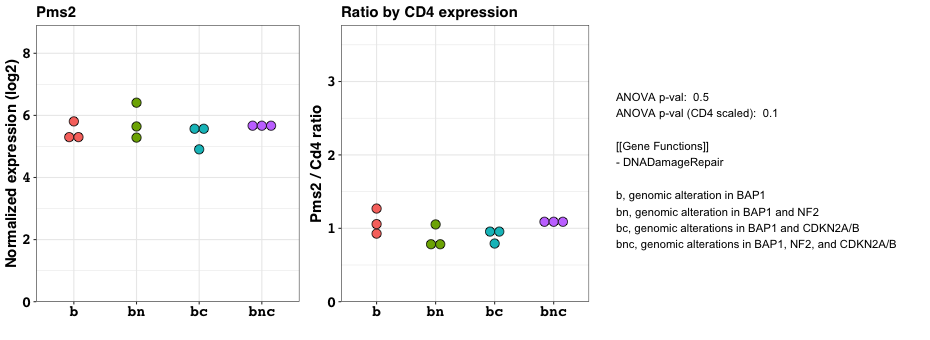 Pms2
Normalized expression (log2)
8
6
4
2
0
b bn bc bnc
Ratio by CD4 expression
Pms2 / Cd4 ratio
3
2
1
0
b bn bc bnc
ANOVA p-val: 0.5
ANOVA p-val (CD4 scaled): 0.1
[[Gene Functions]]
- DNADamageRepair
b, genomic alteration in BAP1
bn, genomic alteration in BAP1 and NF2
bc, genomic alterations in BAP1 and CDKN2A/B
bnc, genomic alterations in BAP1, NF2, and CDKN2A/B